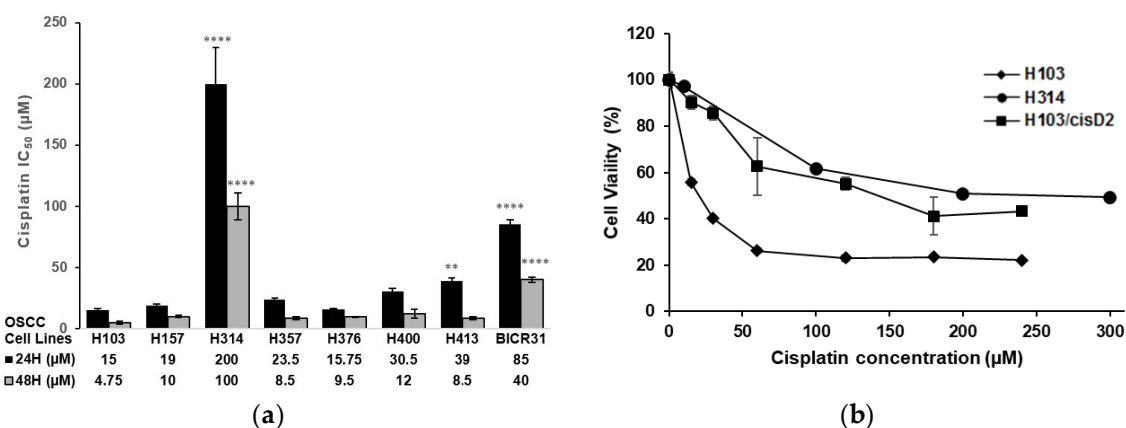 250
200
150
100
50
0
Cisplatin IC50 (µM)
****
****
**
****
****
OSCC
Cell Lines H103 H157 H314 H357 H376 H400 H413 BICR31
24H (µM) 15 19 200 23.5 15.75 30.5 39 85
48H (µM) 4.75 10 100 8.5 9.5 12 8.5 40
(a)
120
100
80
60
40
20
0
Cell Vaiility (%)
H103
H314
H103/cisD2
0 50 100 150 200 250 300
Cisplatin concentration (µM)
(b)